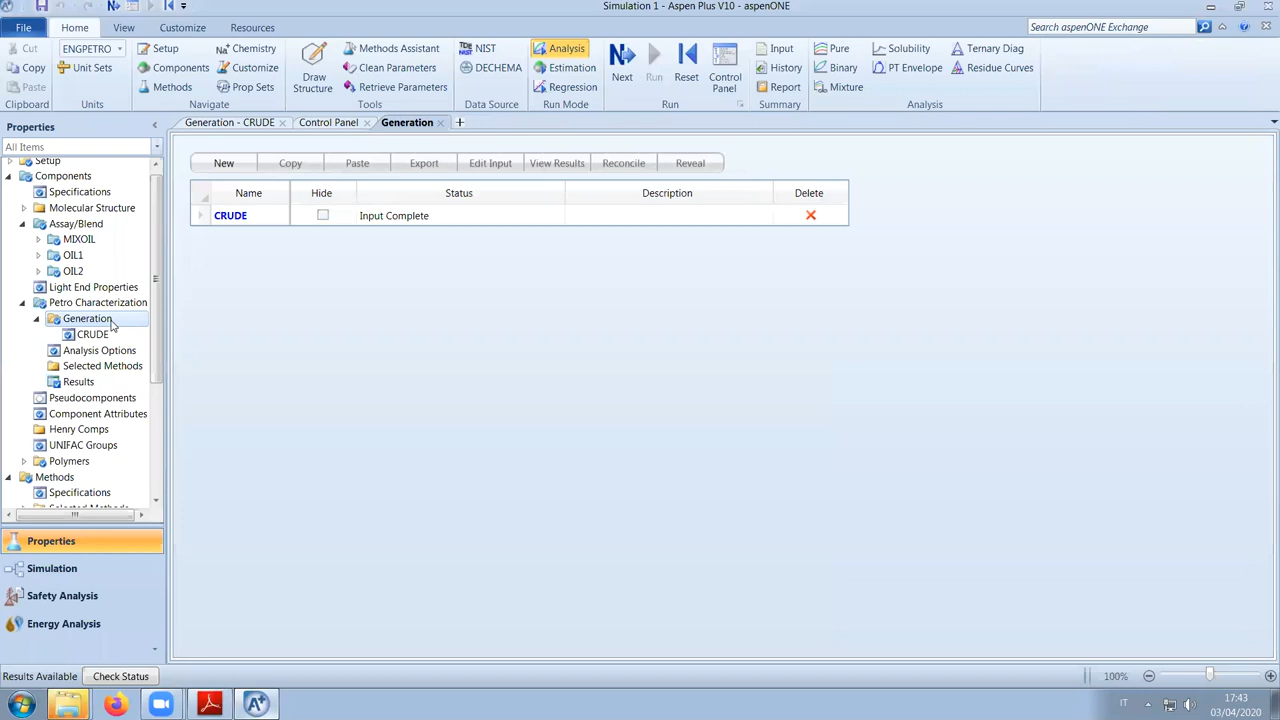 Simulation 1 - Aspen Plus V10 - aspenONE
File Home View Customize Resources
Search aspenONE Exchange
Cut Copy Paste Clipboard
ENGPETRO Unit Sets Units
Setup Components Methods
Chemistry Customize Prop Sets
Navigate
Draw Structure
Methods Assistant
Clean Parameters
Retrieve Parameters
Tools
NIST
DECHEMA
Data Source
Analysis
Estimation
Regression
Run Mode
Next Run Reset Control Panel
Run
Input
History
Report
Summary
Pure
Binary
Mixture
Solubility
PT Envelope
Ternary Diag
Residue Curves
Analysis
Properties
All Items
Setup
Components
Specifications
Molecular Structure
Assay/Blend
MIXOIL
OIL1
OIL2
Light End Properties
Petro Characterization
Generation
CRUDE
Analysis Options
Selected Methods
Results
Pseudocomponents
Component Attributes
Henry Comps
UNIFAC Groups
Polymers
Methods
Specifications
Selected Methods
Properties
Simulation
Safety Analysis
Energy Analysis
Generation - CRUDE Control Panel Generation
New Copy Paste Export Edit Input View Results Reconcile Reveal
Name Hide Status Description Delete
CRUDE Input Complete
Results Available Check Status
100%
IT
17:43
03/04/2020